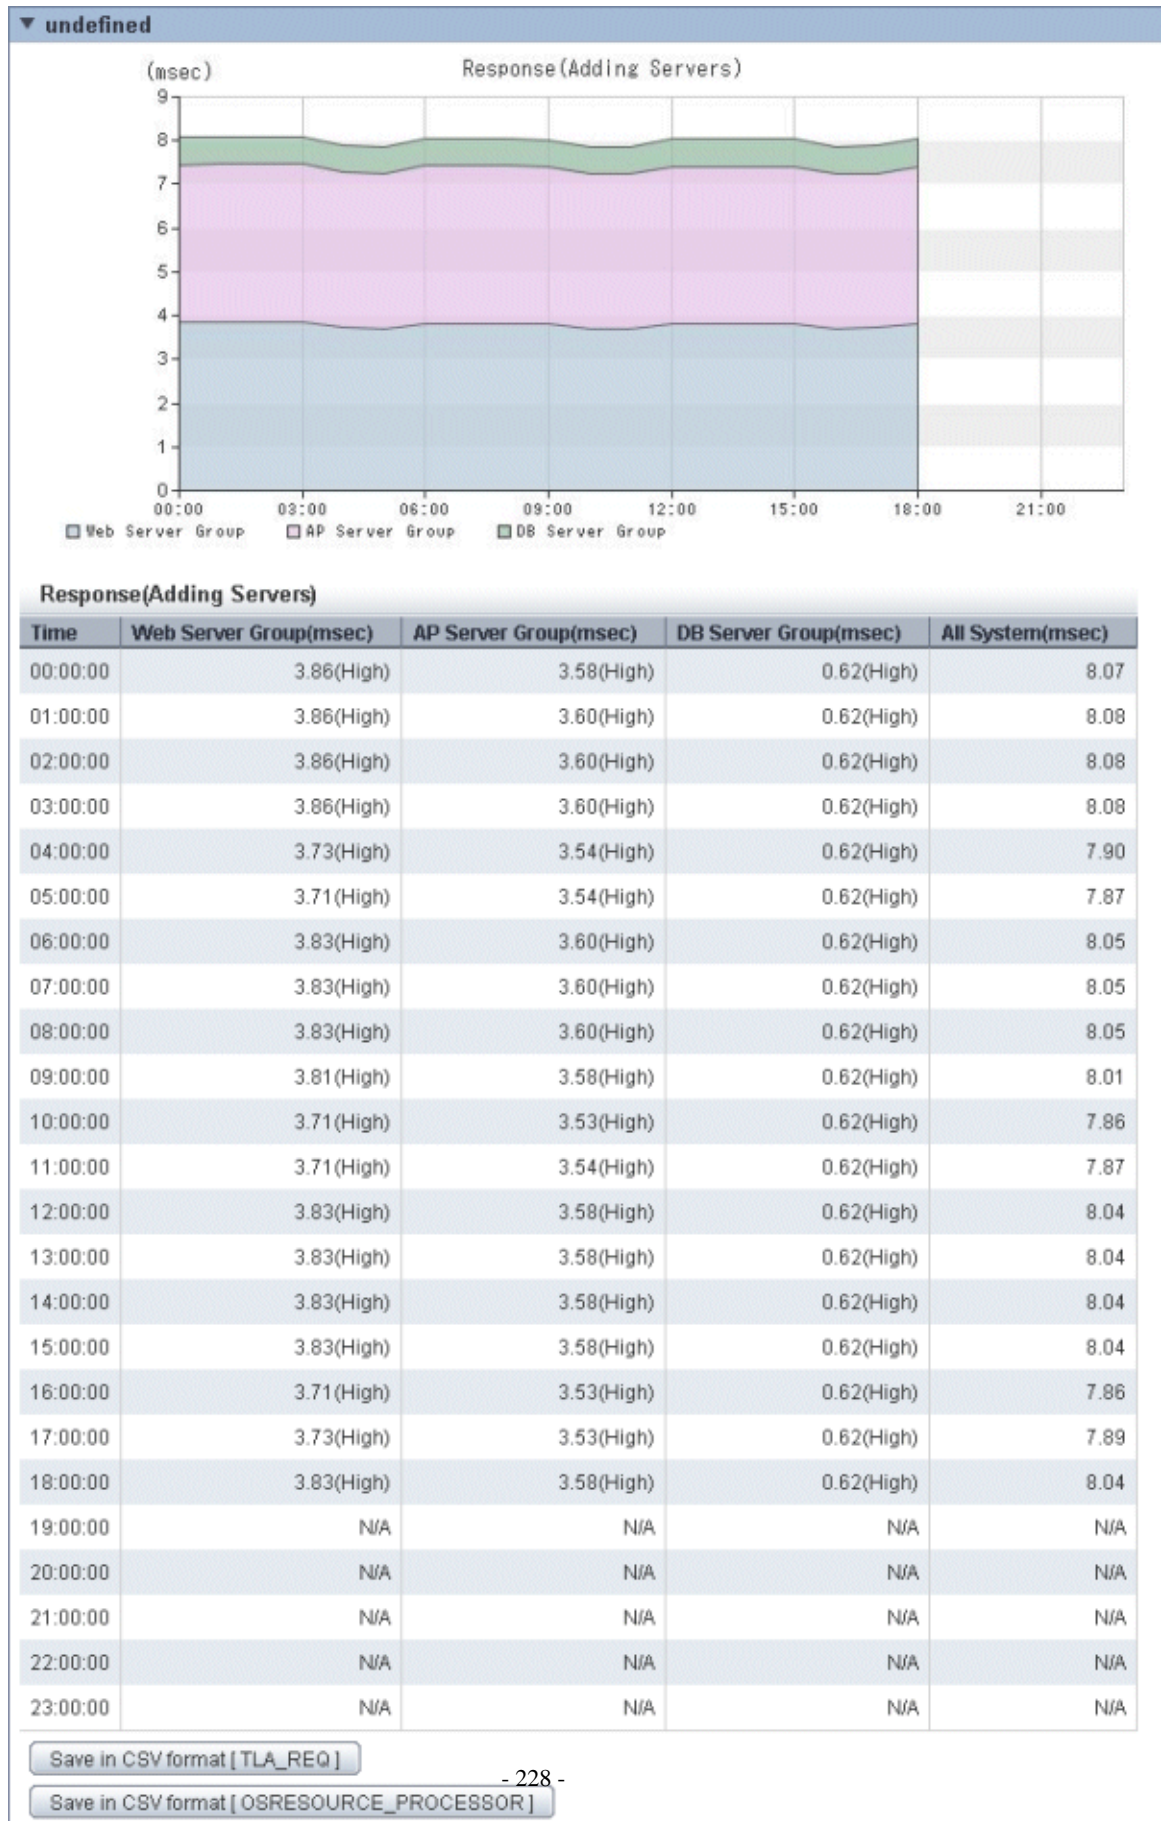 ▼ undefined
(msec) Response(Adding Servers)
9
8
7
6
5
4
3
2
1
0
00:00 03:00 06:00 09:00 12:00 15:00 18:00 21:00
Web Server Group AP Server Group DB Server Group
Response(Adding Servers)
Time Web Server Group(msec) AP Server Group(msec) DB Server Group(msec) All System(msec)
00:00:00 3.86(High) 3.58(High) 0.62(High) 8.07
01:00:00 3.86(High) 3.60(High) 0.62(High) 8.08
02:00:00 3.86(High) 3.60(High) 0.62(High) 8.08
03:00:00 3.86(High) 3.60(High) 0.62(High) 8.08
04:00:00 3.73(High) 3.54(High) 0.62(High) 7.90
05:00:00 3.71(High) 3.54(High) 0.62(High) 7.87
06:00:00 3.83(High) 3.60(High) 0.62(High) 8.05
07:00:00 3.83(High) 3.60(High) 0.62(High) 8.05
08:00:00 3.83(High) 3.60(High) 0.62(High) 8.05
09:00:00 3.81(High) 3.58(High) 0.62(High) 8.01
10:00:00 3.71(High) 3.53(High) 0.62(High) 7.86
11:00:00 3.71(High) 3.54(High) 0.62(High) 7.87
12:00:00 3.83(High) 3.58(High) 0.62(High) 8.04
13:00:00 3.83(High) 3.58(High) 0.62(High) 8.04
14:00:00 3.83(High) 3.58(High) 0.62(High) 8.04
15:00:00 3.83(High) 3.58(High) 0.62(High) 8.04
16:00:00 3.71(High) 3.53(High) 0.62(High) 7.86
17:00:00 3.73(High) 3.53(High) 0.62(High) 7.89
18:00:00 3.83(High) 3.58(High) 0.62(High) 8.04
19:00:00 N/A N/A N/A N/A
20:00:00 N/A N/A N/A N/A
21:00:00 N/A N/A N/A N/A
22:00:00 N/A N/A N/A N/A
23:00:00 N/A N/A N/A N/A
Save in CSV format [ TLA_REQ ]
- 228 -
Save in CSV format [ OSRESOURCE_PROCESSOR ]